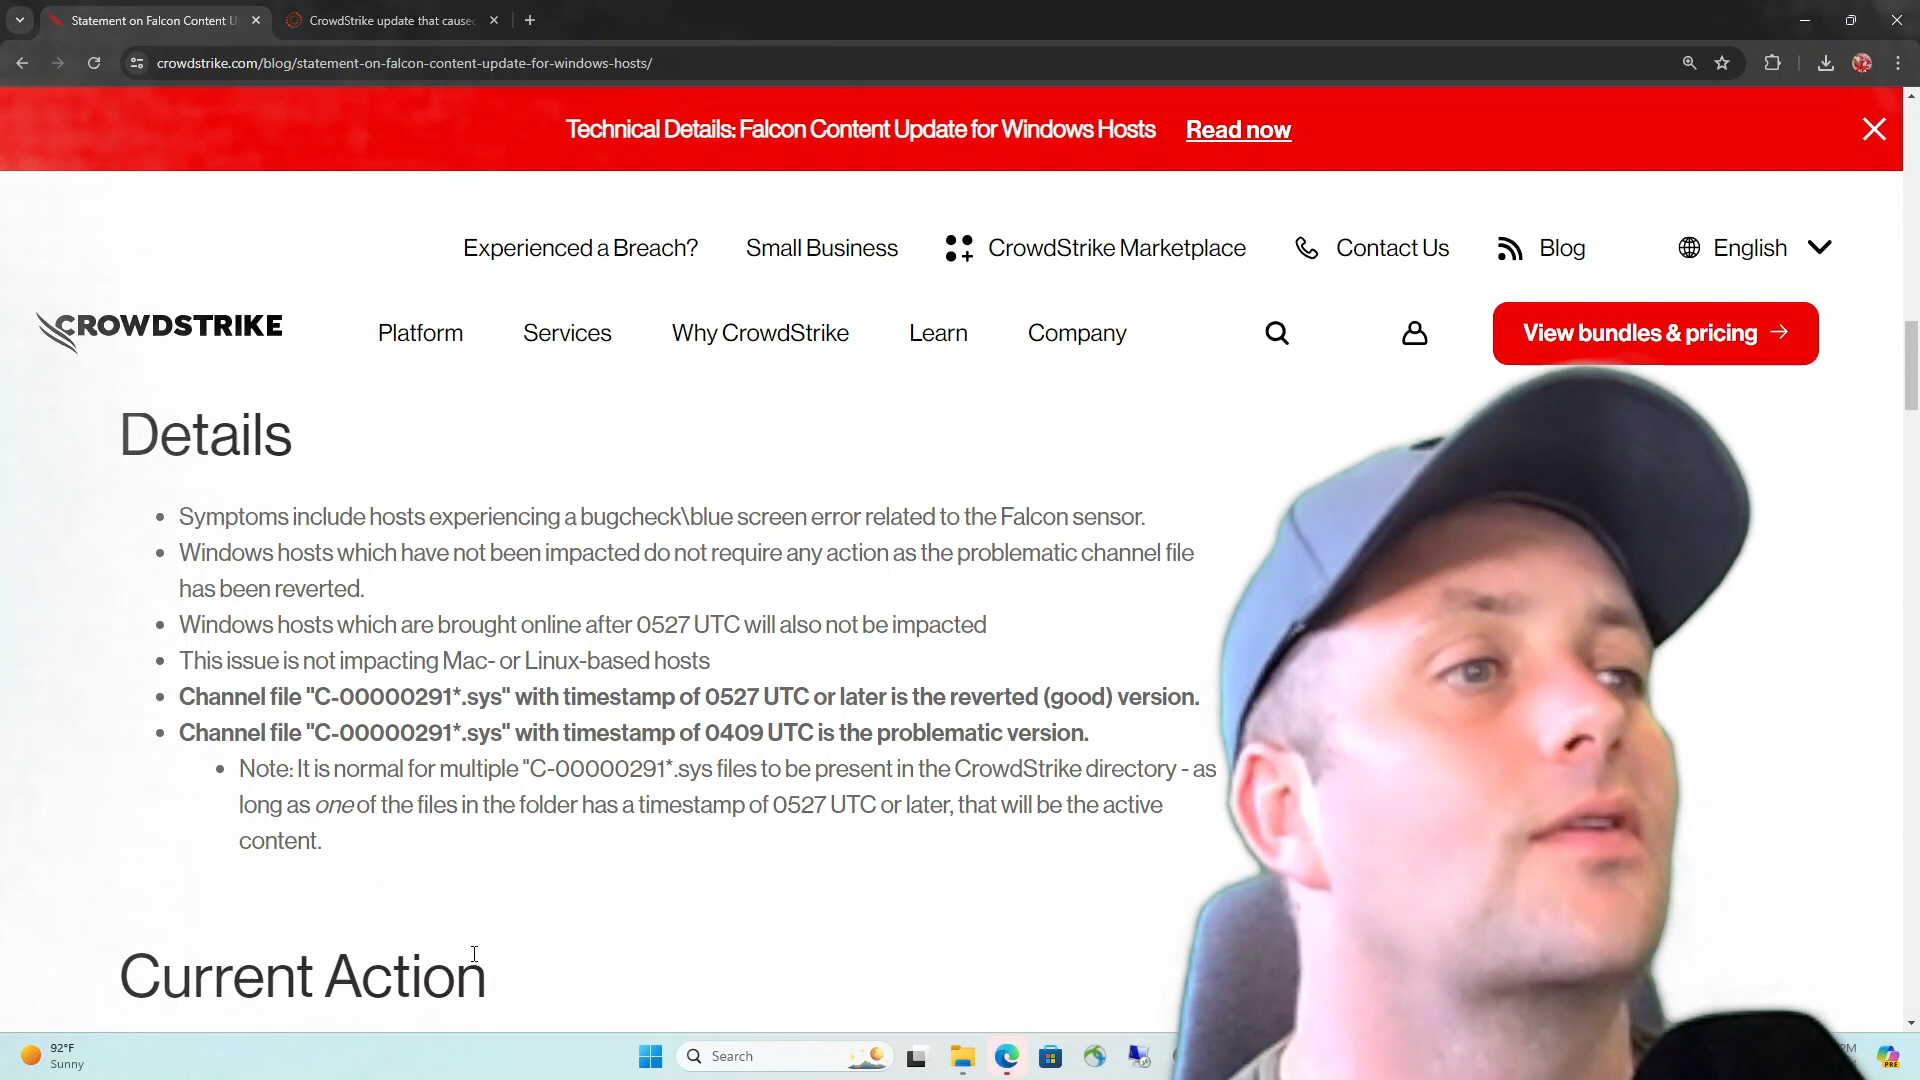 Statement on Falcon Content U
CrowdStrike update that cause
crowdstrike.com/blog/statement-on-falcon-content-update-for-windows-hosts/
Technical Details: Falcon Content Update for Windows Hosts Read now
Experienced a Breach? Small Business CrowdStrike Marketplace Contact Us Blog English
CROWDSTRIKE Platform Services Why CrowdStrike Learn Company View bundles & pricing →
Details
• Symptoms include hosts experiencing a bugcheck\blue screen error related to the Falcon sensor.
• Windows hosts which have not been impacted do not require any action as the problematic channel file
has been reverted.
• Windows hosts which are brought online after 0527 UTC will also not be impacted
• This issue is not impacting Mac- or Linux-based hosts
• Channel file "C-00000291*.sys" with timestamp of 0527 UTC or later is the reverted (good) version.
• Channel file "C-00000291*.sys" with timestamp of 0409 UTC is the problematic version.
• Note: It is normal for multiple "C-00000291*.sys files to be present in the CrowdStrike directory - as
long as one of the files in the folder has a timestamp of 0527 UTC or later, that will be the active
content.
Current Action
92°F
Sunny
Search
PM
PRE